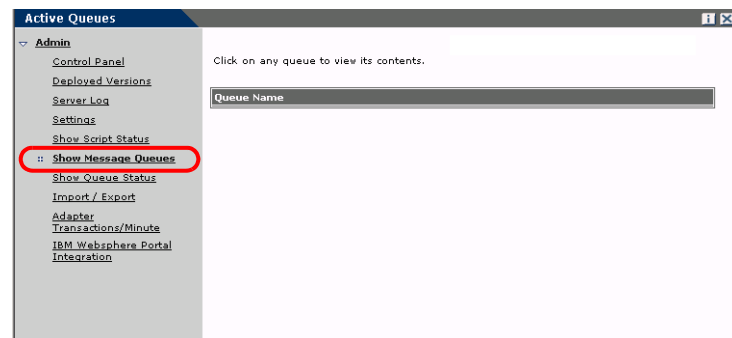 Active Queues
Admin
Control Panel
Deployed Versions
Server Log
Settings
Show Script Status
Show Message Queues
Show Queue Status
Import / Export
Adapter
Transactions/Minute
IBM Websphere Portal
Integration
Click on any queue to view its contents.
Queue Name